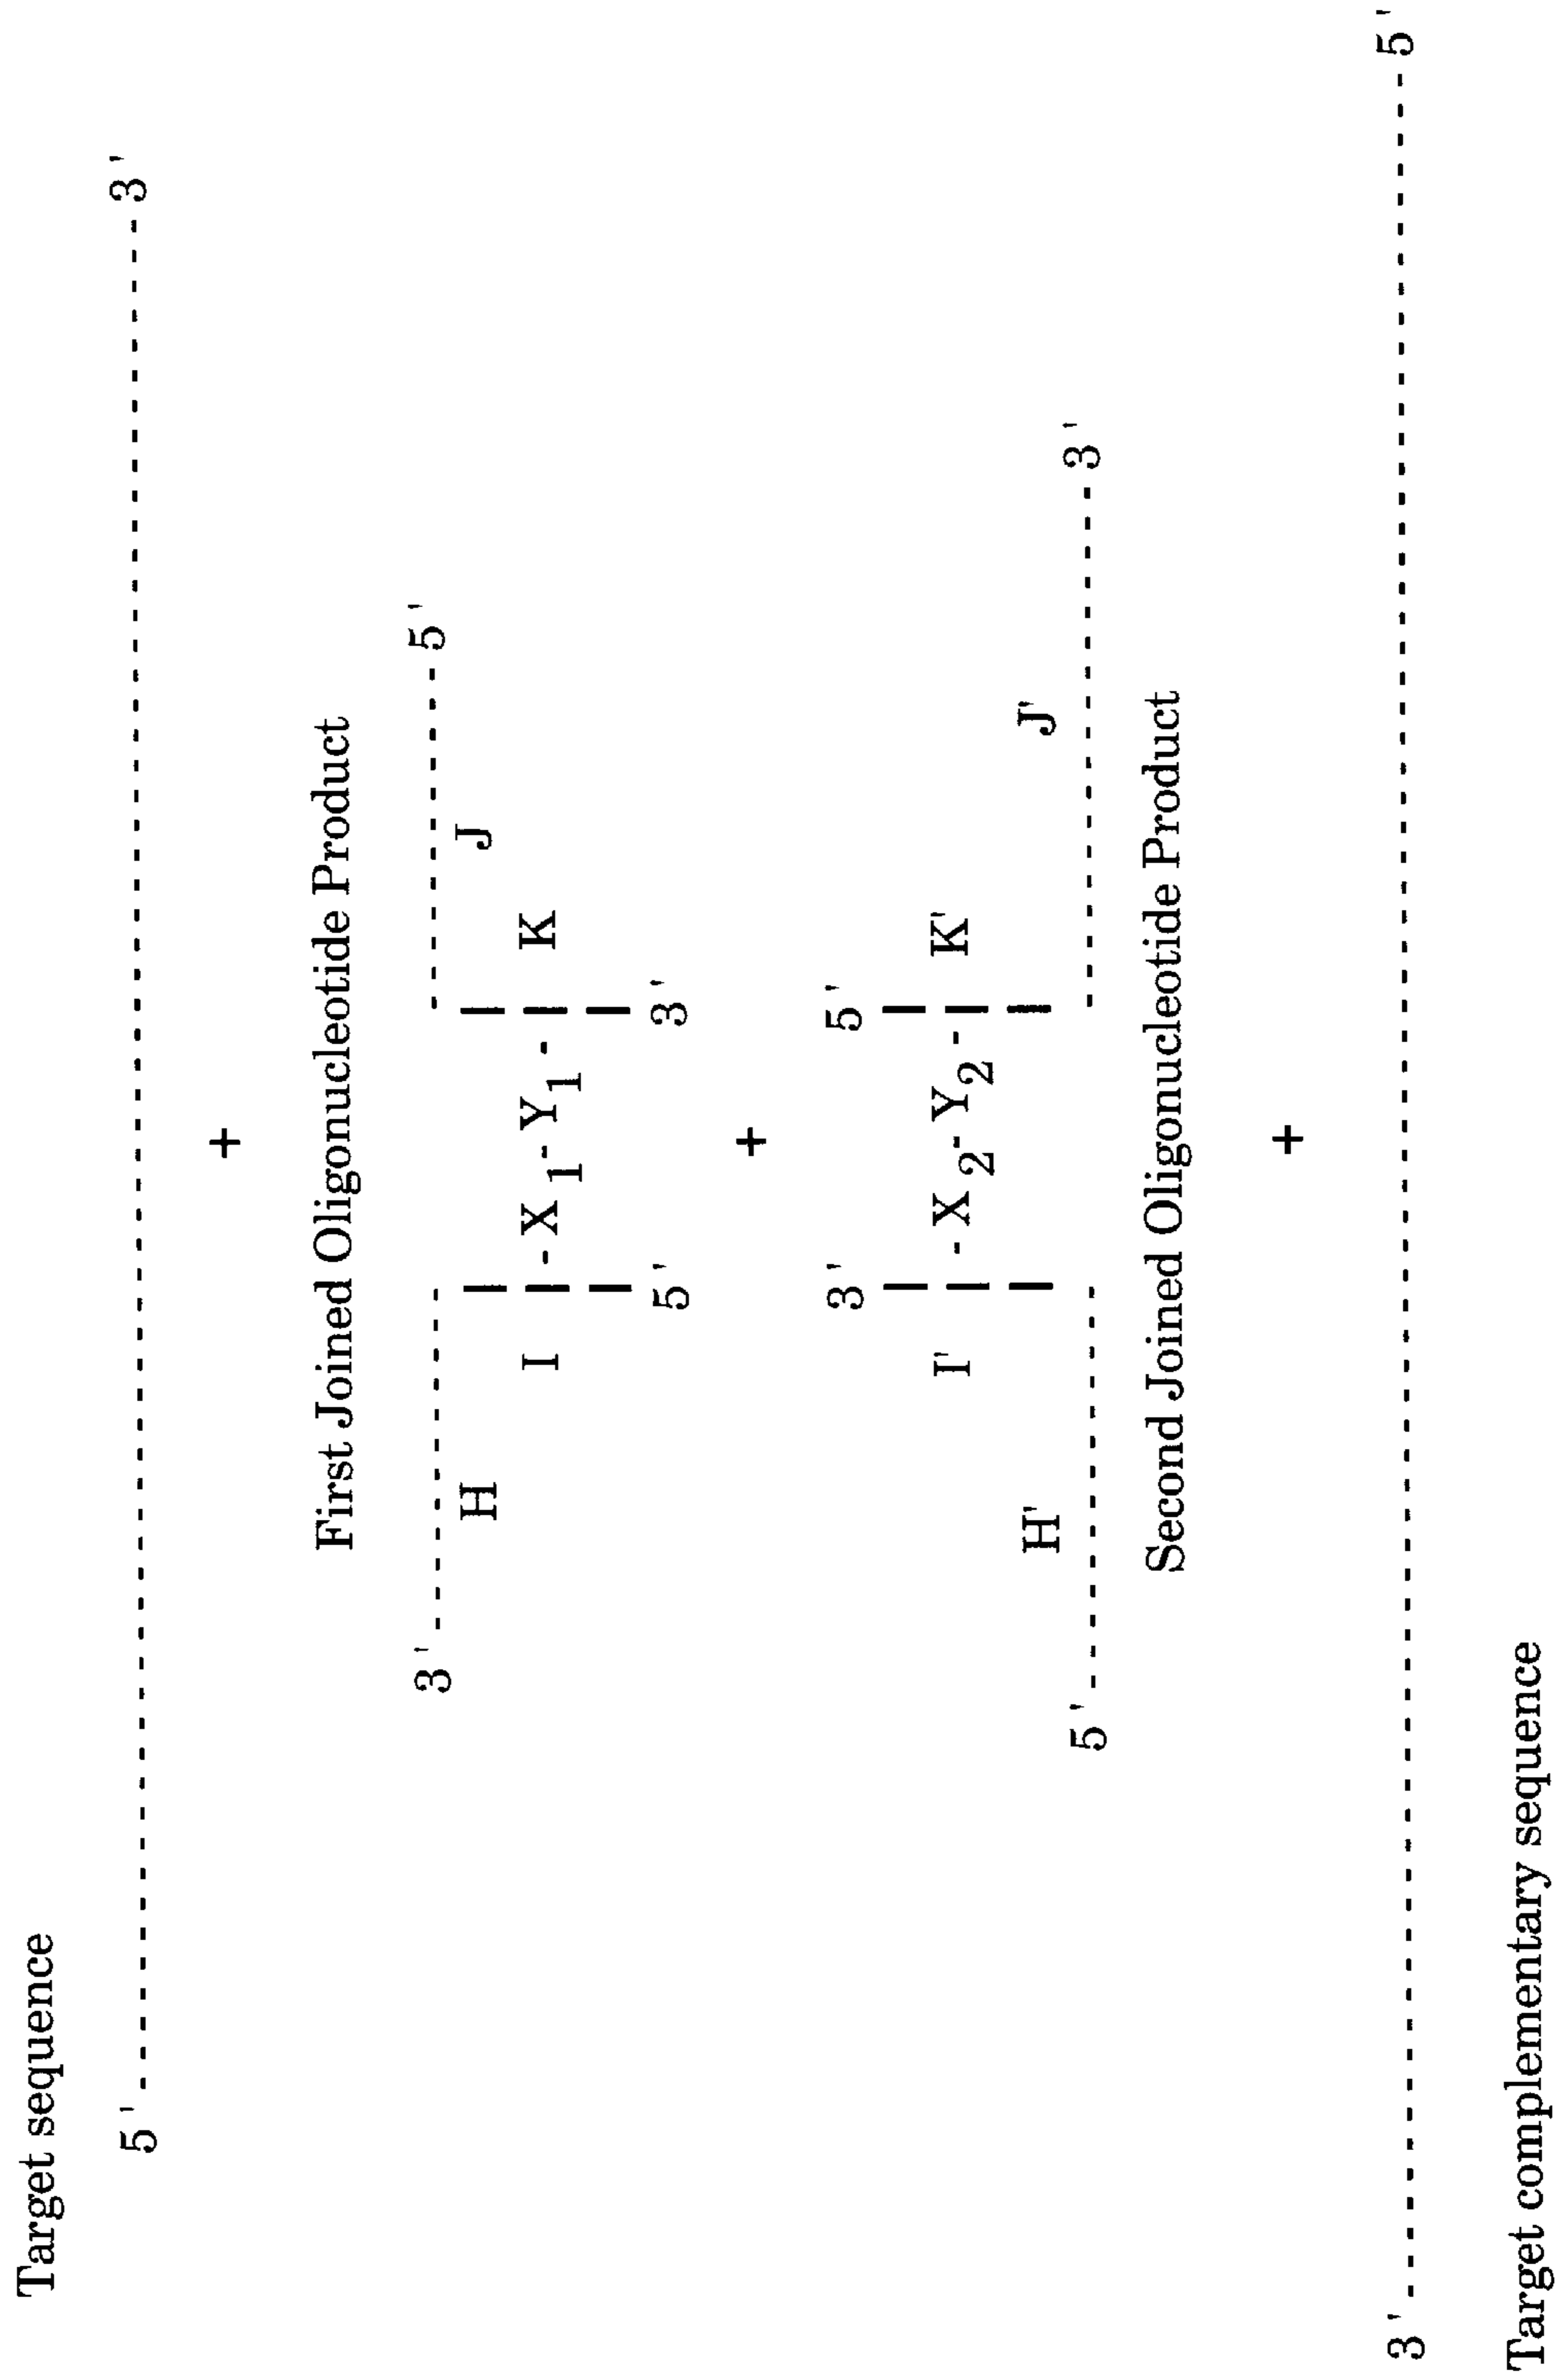 Target sequence
5' 3'
+
First Joined Oligonucleotide Product
3' 5'
H J
I -X1-Y1- K
5' 3'
+
3' 5'
I' -X2-Y2- K'
H' J'
5' 3'
Second Joined Oligonucleotide Product
+
3' 5'
Target complementary sequence